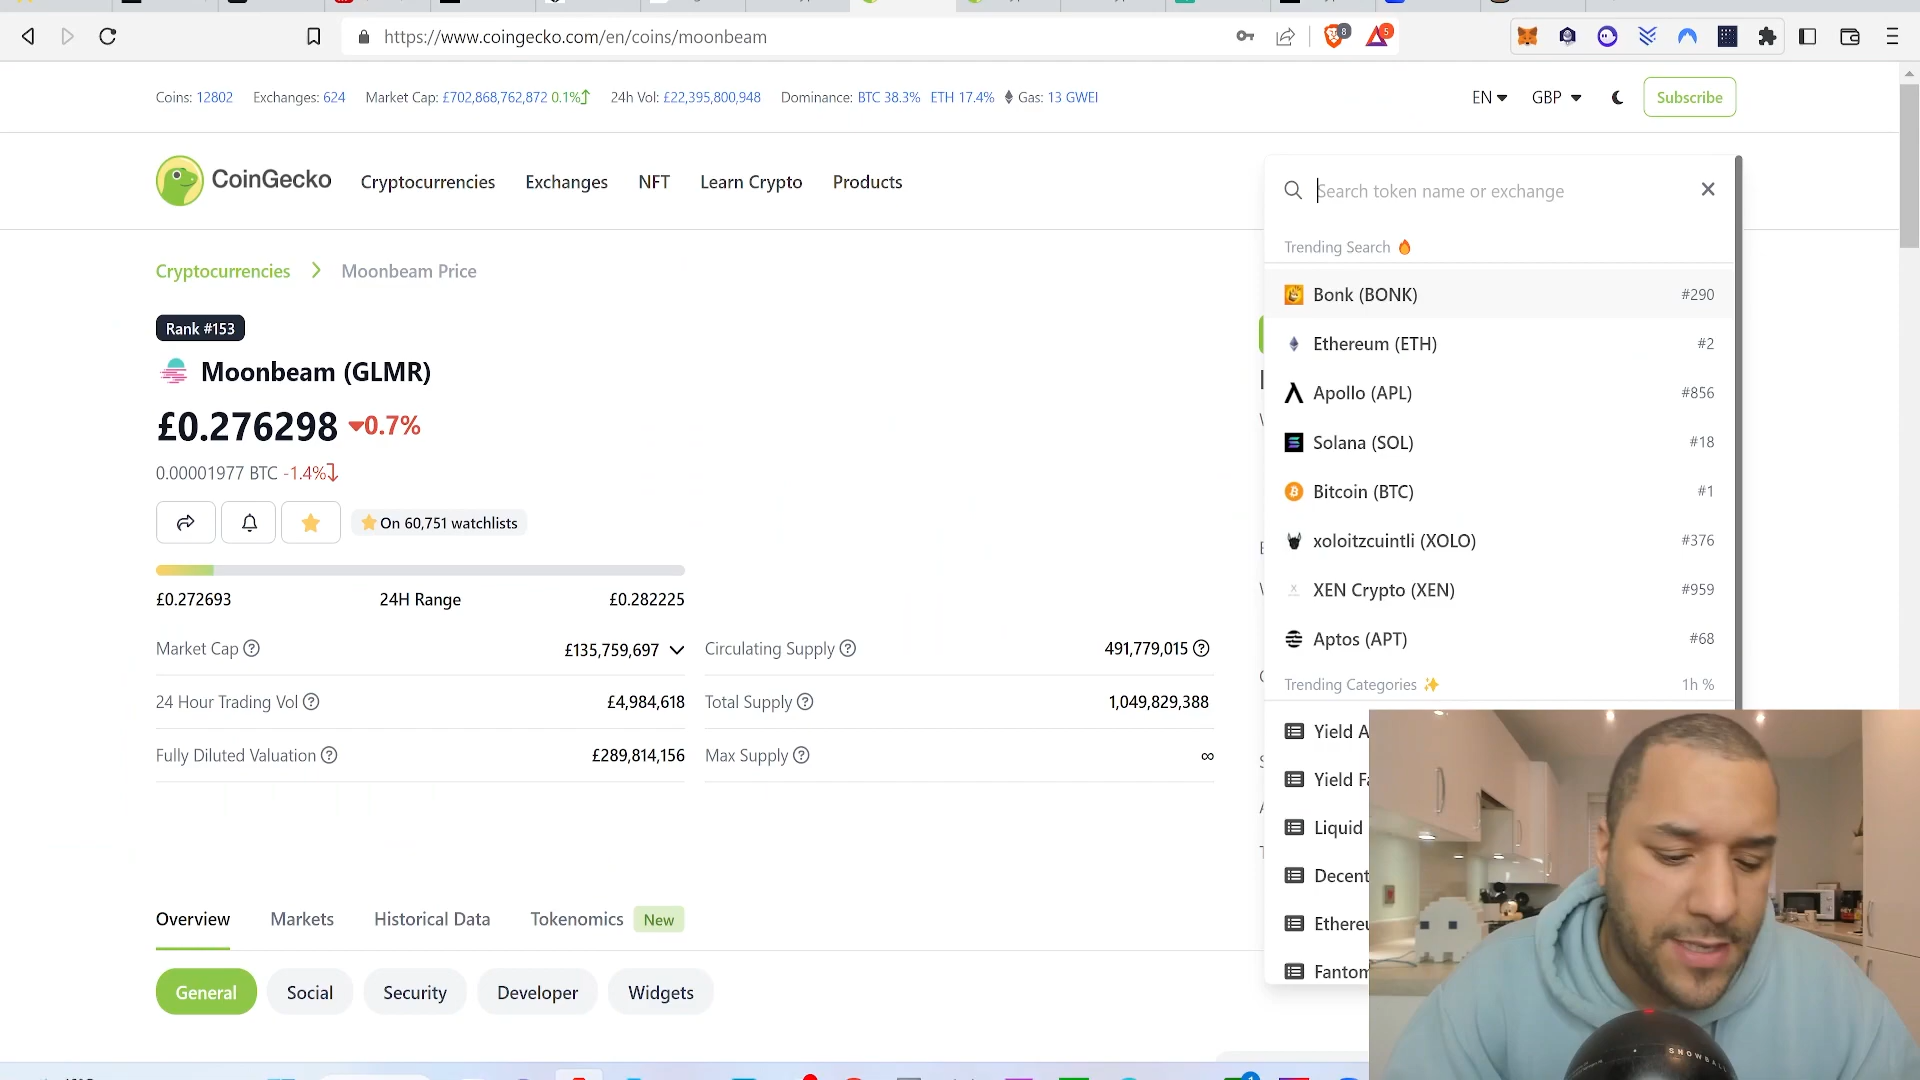 https://www.coingecko.com/en/coins/moonbeam
8
5
Coins: 12802 Exchanges: 624 Market Cap: £702,868,762,872 0.1% 24h Vol: £22,395,800,948 Dominance: BTC 38.3% ETH 17.4% Gas: 13 GWEI
EN GBP Subscribe
CoinGecko Cryptocurrencies Exchanges NFT Learn Crypto Products
Search token name or exchange
Trending Search
Bonk (BONK) #290
Ethereum (ETH) #2
Apollo (APL) #856
Solana (SOL) #18
Bitcoin (BTC) #1
xoloitzcuintli (XOLO) #376
XEN Crypto (XEN) #959
Aptos (APT) #68
Trending Categories 1h %
Yield A
Yield Fa
Liquid
Decent
Ethereu
Fantom
Cryptocurrencies Moonbeam Price
Rank #153
Moonbeam (GLMR)
£0.276298 0.7%
0.00001977 BTC -1.4%
On 60,751 watchlists
£0.272693 24H Range £0.282225
Market Cap £135,759,697 Circulating Supply 491,779,015
24 Hour Trading Vol £4,984,618 Total Supply 1,049,829,388
Fully Diluted Valuation £289,814,156 Max Supply ∞
Overview Markets Historical Data Tokenomics New
General Social Security Developer Widgets
SNOWBALL